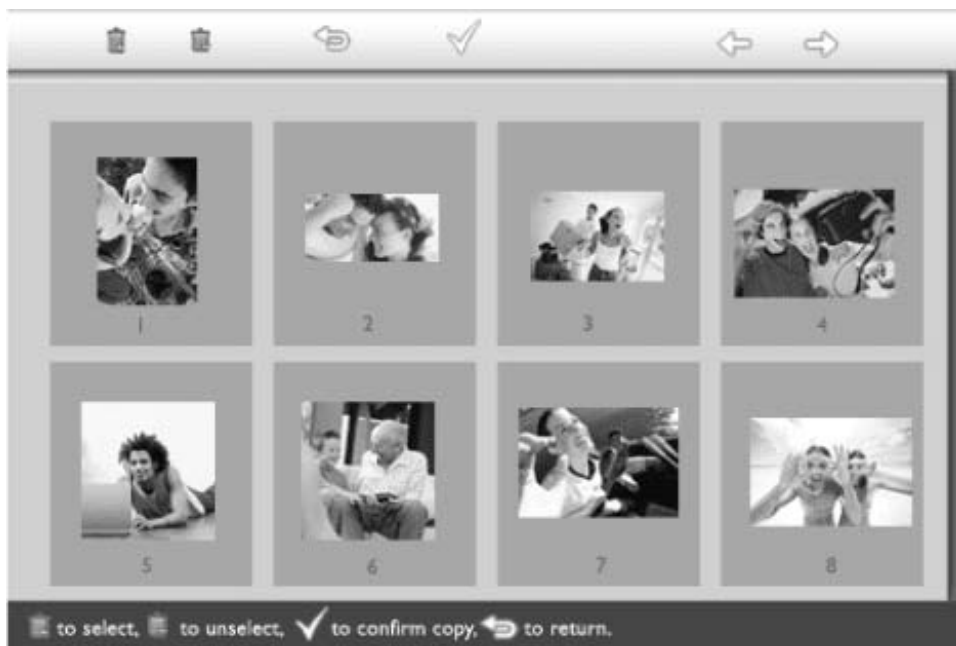 1 2 3 4
5 6 7 8
to select, to unselect, to confirm copy, to return.